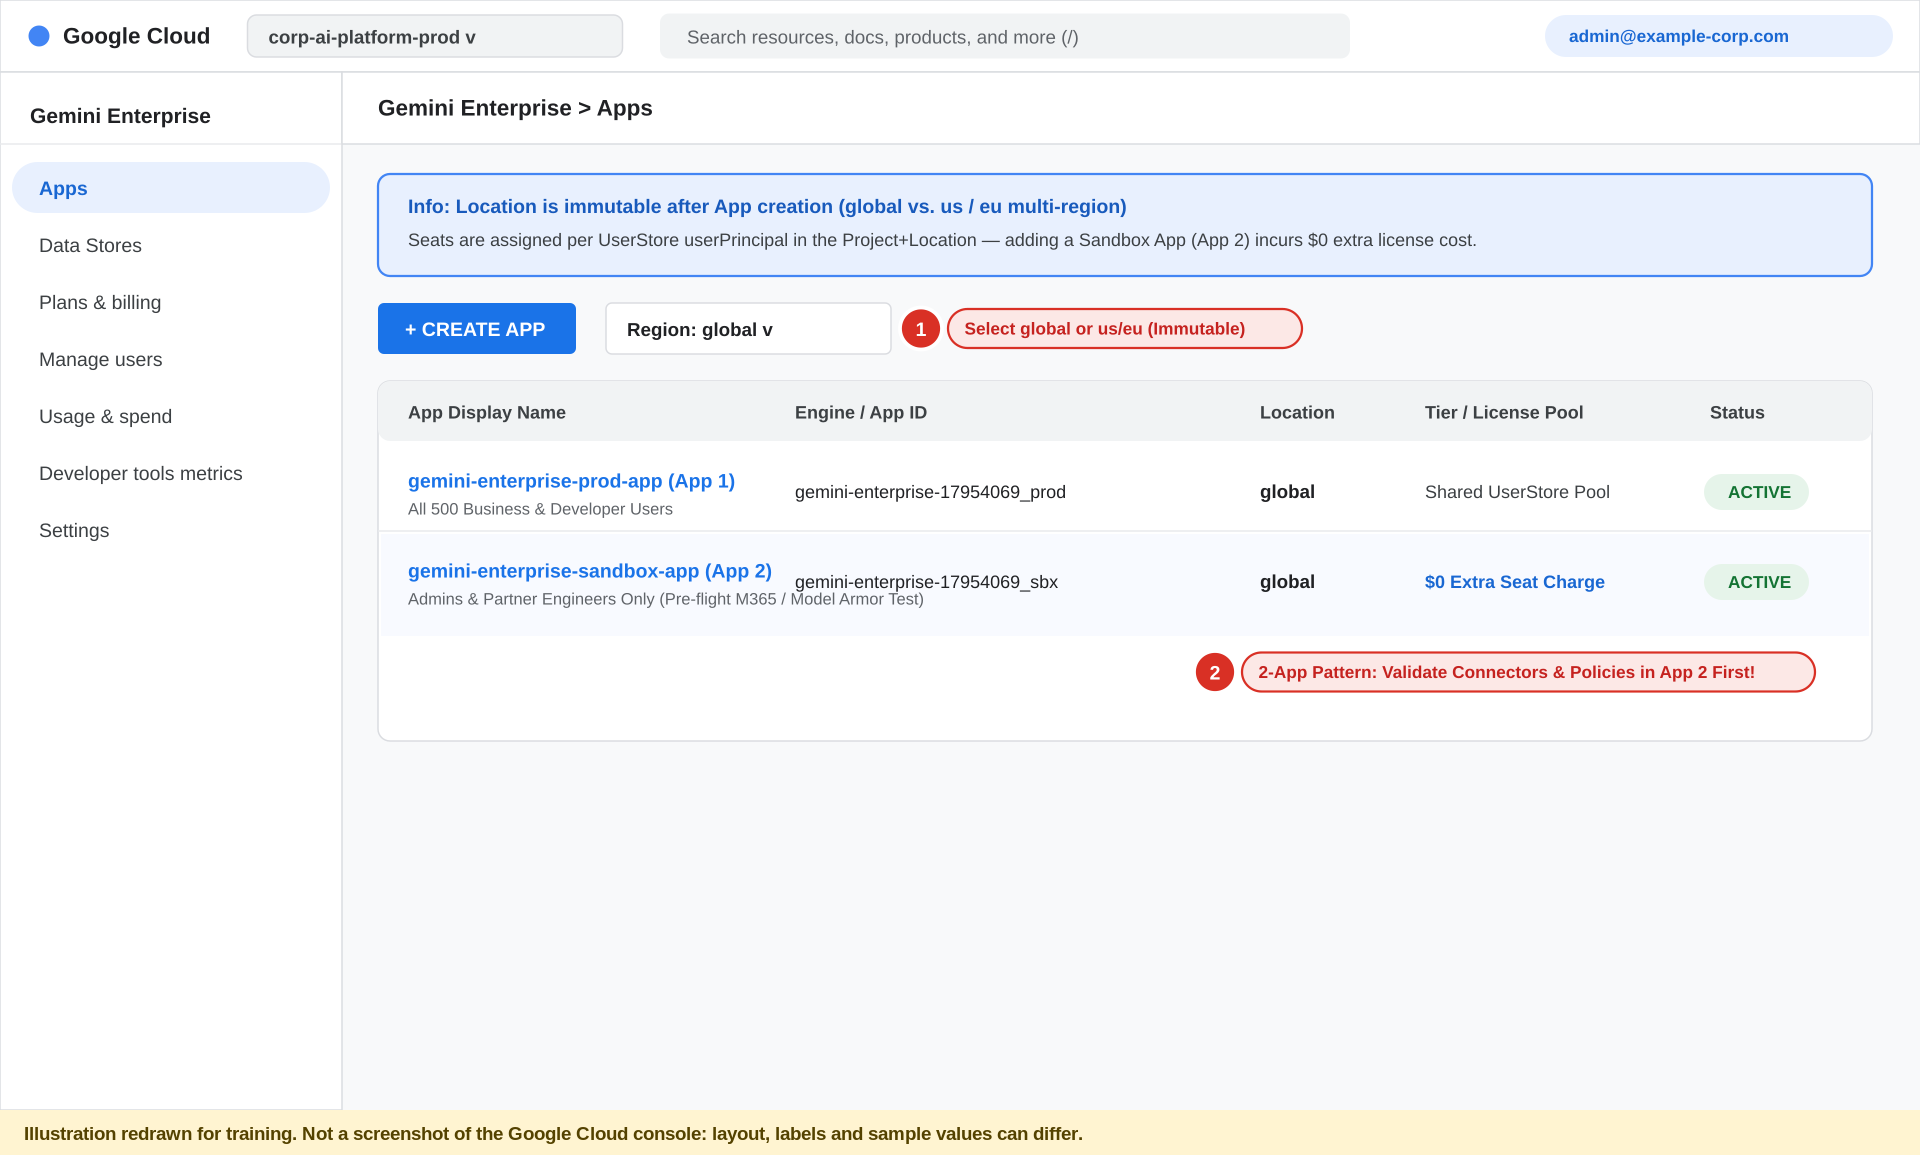 Google Cloud
corp-ai-platform-prod v
Search resources, docs, products, and more (/)
admin@example-corp.com
Gemini Enterprise
Gemini Enterprise > Apps
Apps
Data Stores
Plans & billing
Manage users
Usage & spend
Developer tools metrics
Settings
Info: Location is immutable after App creation (global vs. us / eu multi-region)
Seats are assigned per UserStore userPrincipal in the Project+Location — adding a Sandbox App (App 2) incurs $0 extra license cost.
+ CREATE APP
Region: global v
1
Select global or us/eu (Immutable)
App Display Name
Engine / App ID
Location
Tier / License Pool
Status
gemini-enterprise-prod-app (App 1)
All 500 Business & Developer Users
gemini-enterprise-17954069_prod
global
Shared UserStore Pool
ACTIVE
gemini-enterprise-sandbox-app (App 2)
Admins & Partner Engineers Only (Pre-flight M365 / Model Armor Test)
gemini-enterprise-17954069_sbx
global
$0 Extra Seat Charge
ACTIVE
2
2-App Pattern: Validate Connectors & Policies in App 2 First!
Illustration redrawn for training. Not a screenshot of the Google Cloud console: layout, labels and sample values can differ.